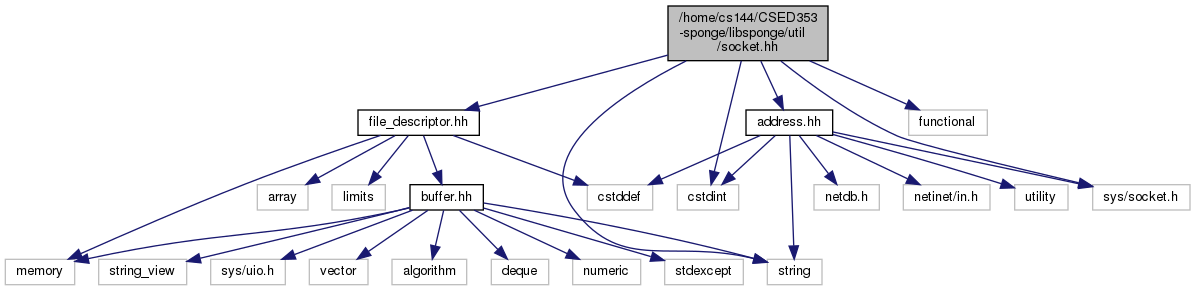 /home/cs144/CSED353
-sponge/libsponge/util
/socket.hh
file_descriptor.hh
address.hh
functional
array
limits
buffer.hh
cstddef
cstdint
netdb.h
netinet/in.h
utility
sys/socket.h
memory
string_view
sys/uio.h
vector
algorithm
deque
numeric
stdexcept
string